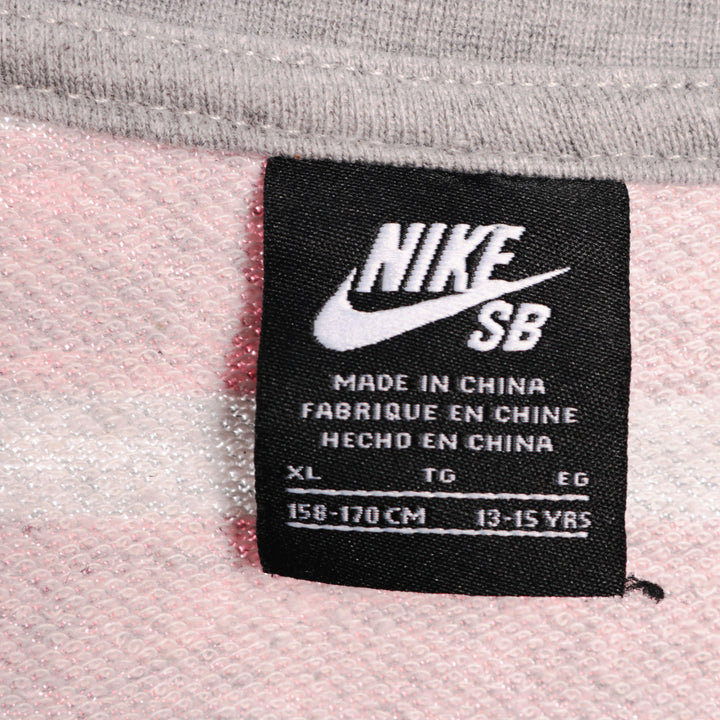 NIKE
SB
MADE IN CHINA
FABRIQUE EN CHINE
HECHO EN CHINA
XL TG EG
158-170 CM 13-15 YRS